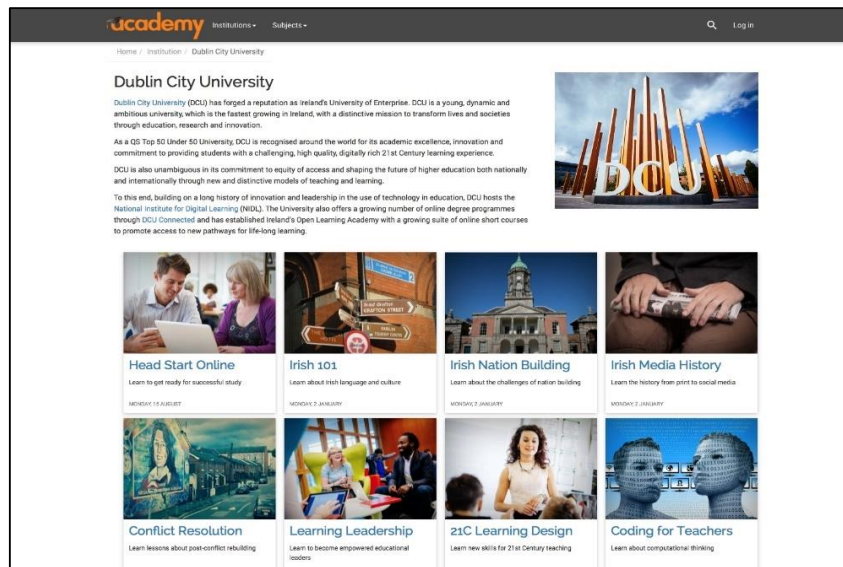 academy Institutions Subjects Log in
Home / Institution / Dublin City University
Dublin City University
Dublin City University (DCU) has forged a reputation as Ireland's University of Enterprise. DCU is a young, dynamic and
ambitious university, which is the fastest growing in Ireland, with a distinctive mission to transform lives and societies
through education, research and innovation.
As a QS Top 50 Under 50 University, DCU is recognised around the world for its academic excellence, innovation and
commitment to providing students with a challenging, high quality, digitally rich 21st Century learning experience.
DCU is also unambiguous in its commitment to equity of access and shaping the future of higher education both nationally
and internationally through new and distinctive models of teaching and learning.
To this end, building on a long history of innovation and leadership in the use of technology in education, DCU hosts the
National Institute for Digital Learning (NIDL). The University also offers a growing number of online degree programmes
through DCU Connected and has established Ireland's Open Learning Academy with a growing suite of online short courses
to promote access to new pathways for life-long learning.
DCU
GRAFTON STREET
Head Start Online
Learn to get ready for successful study
MONDAY, 15 AUGUST
Irish 101
Learn about Irish language and culture
MONDAY, 2 JANUARY
Irish Nation Building
Learn about the challenges of nation building
MONDAY, 2 JANUARY
Irish Media History
Learn the history from print to social media
MONDAY, 2 JANUARY
Conflict Resolution
Learn lessons about post-conflict rebuilding
Learning Leadership
Learn to become empowered educational
leaders
21C Learning Design
Learn new skills for 21st Century teaching
Coding for Teachers
Learn about computational thinking